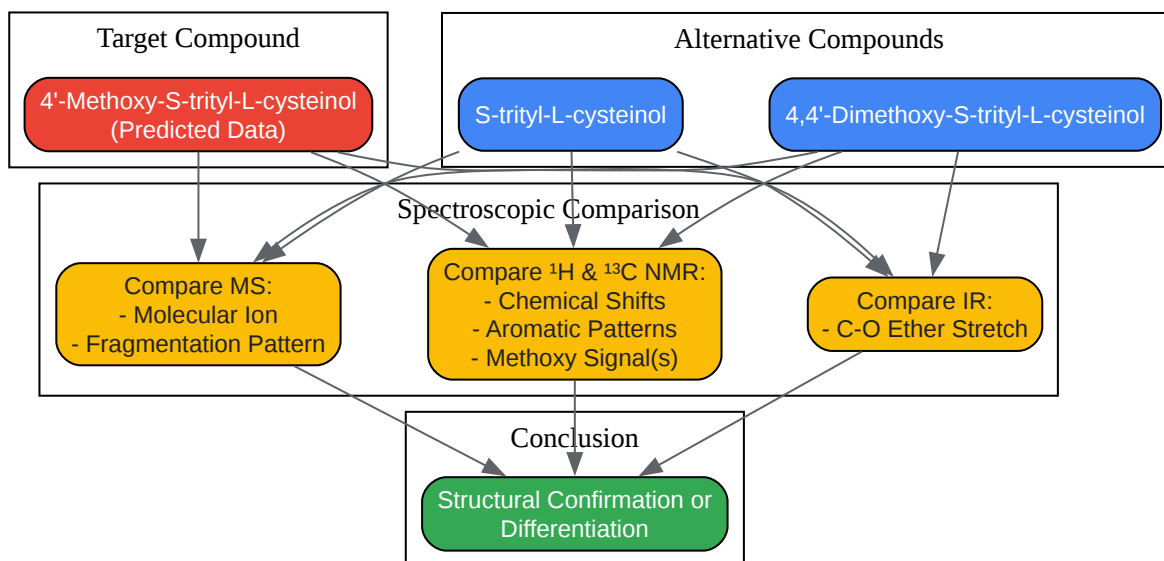 Target Compound
Alternative Compounds
4'-Methoxy-S-trityl-L-cysteinol
(Predicted Data)
S-trityl-L-cysteinol
4,4'-Dimethoxy-S-trityl-L-cysteinol
Spectroscopic Comparison
Compare MS:
- Molecular Ion
- Fragmentation Pattern
Compare ¹H & ¹³C NMR:
- Chemical Shifts
- Aromatic Patterns
- Methoxy Signal(s)
Compare IR:
- C-O Ether Stretch
Conclusion
Structural Confirmation or
Differentiation